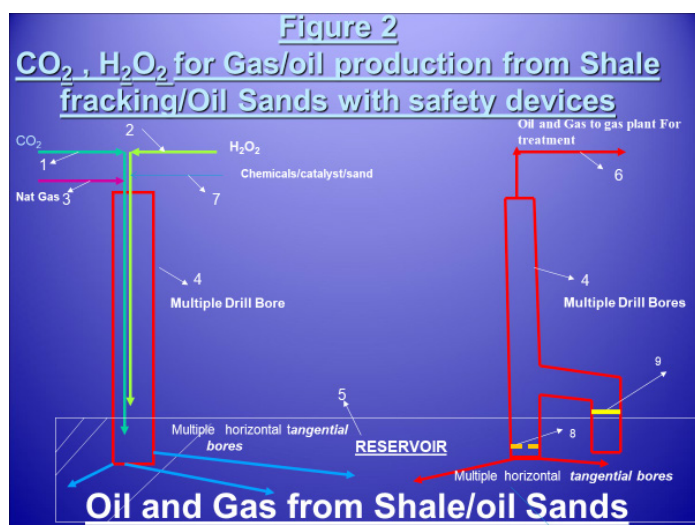 Figure 2
CO2 , H2O2 for Gas/oil production from Shale
fracking/Oil Sands with safety devices
Oil and Gas to gas plant For
treatment
CO2
2
H2O2
1
6
Chemicals/catalyst/sand
Nat Gas
3
7
4
Multiple Drill Bore
4
Multiple Drill Bores
9
5
Multiple horizontal tangential
bores
RESERVOIR
8
Multiple horizontal tangential bores
Oil and Gas from Shale/oil Sands